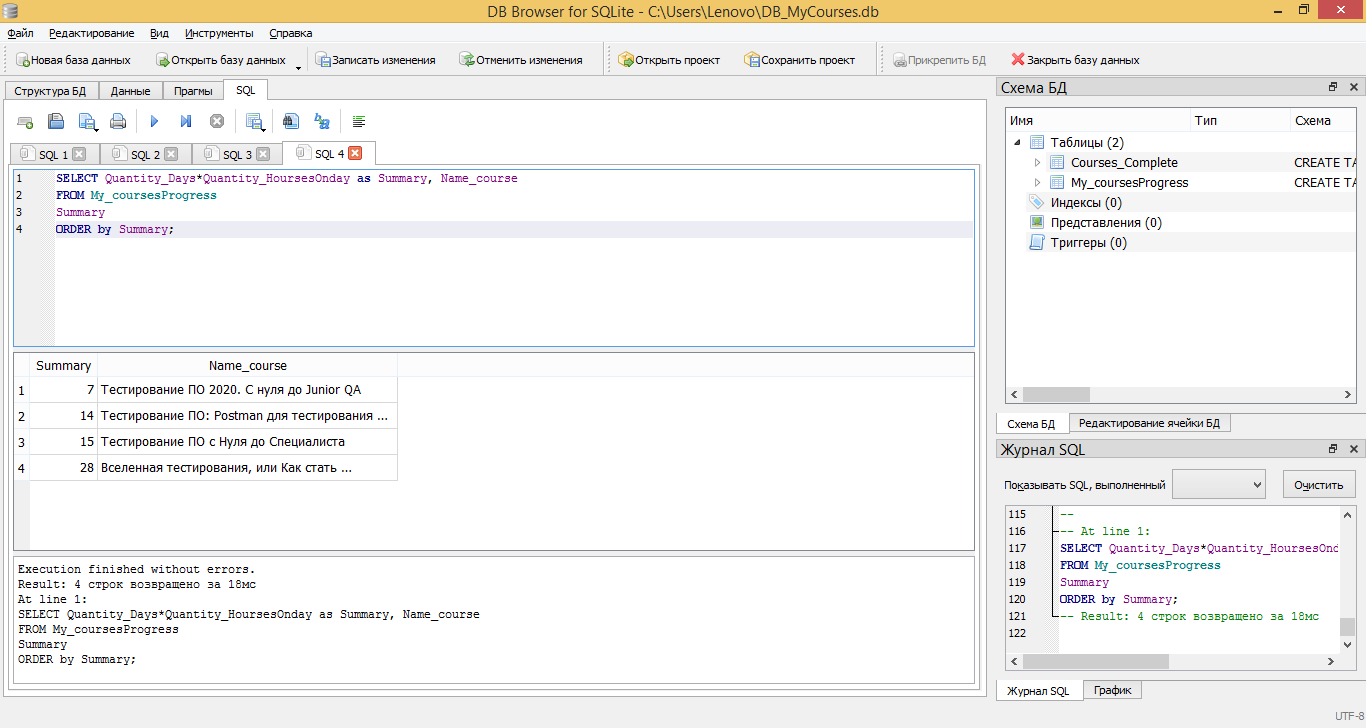 DB Browser for SQLite - C:\Users\Lenovo\DB_MyCourses.db
Файл Редактирование Вид Инструменты Справка
Новая база данных Открыть базу данных Записать изменения Отменить изменения Открыть проект Сохранить проект Прикрепить БД Закрыть базу данных
Структура БД Данные Прагмы SQL
SQL 1 SQL 2 SQL 3 SQL 4
1 SELECT Quantity_Days*Quantity_HoursesOnday as Summary, Name_course
2 FROM My_coursesProgress
3 Summary
4 ORDER by Summary;
Summary Name_course
1 7 Тестирование ПО 2020. С нуля до Junior QA
2 14 Тестирование ПО: Postman для тестирования ...
3 15 Тестирование ПО с Нуля до Специалиста
4 28 Вселенная тестирования, или Как стать ...
Execution finished without errors.
Result: 4 строк возвращено за 18мс
At line 1:
SELECT Quantity_Days*Quantity_HoursesOnday as Summary, Name_course
FROM My_coursesProgress
Summary
ORDER by Summary;
Схема БД
Имя Тип Схема
Таблицы (2)
Courses_Complete CREATE TA
My_coursesProgress CREATE TA
Индексы (0)
Представления (0)
Триггеры (0)
Схема БД Редактирование ячейки БД
Журнал SQL
Показывать SQL, выполненный Очистить
115 --
116 -- At line 1:
117 SELECT Quantity_Days*Quantity_HoursesOnd
118 FROM My_coursesProgress
119 Summary
120 ORDER by Summary;
121 -- Result: 4 строк возвращено за 18мс
122
Журнал SQL График
UTF-8